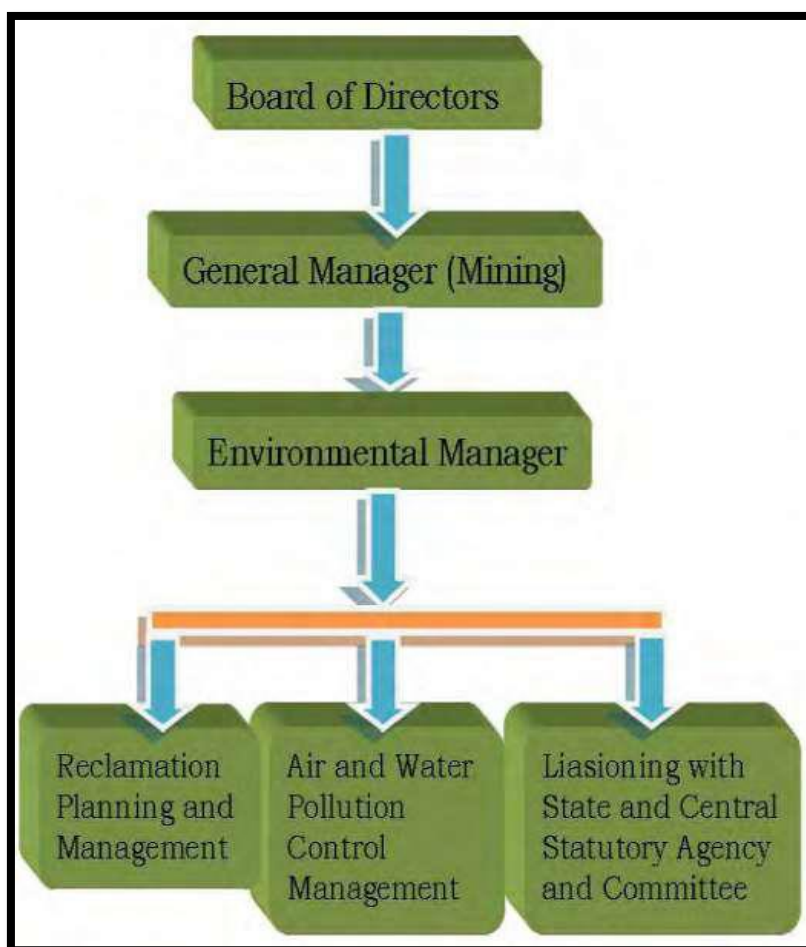 Board of Directors
General Manager (Mining)
Environmental Manager
Reclamation
Planning and
Management
Air and Water
Pollution
Control
Management
Liasioning with
State and Central
Statutory Agency
and Committee